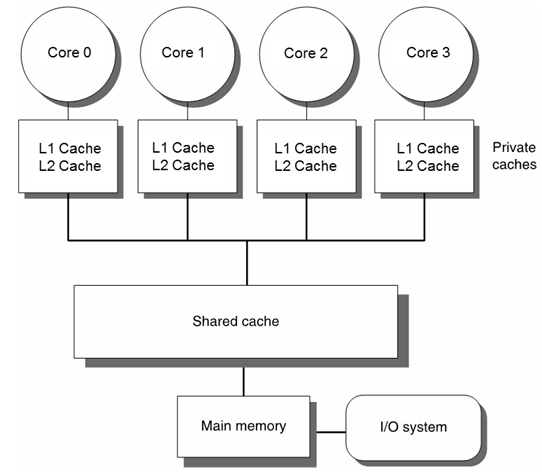 Core 0
Core 1
Core 2
Core 3
L1 Cache
L2 Cache
L1 Cache
L2 Cache
L1 Cache
L2 Cache
L1 Cache
L2 Cache
Private
caches
Shared cache
Main memory
I/O system